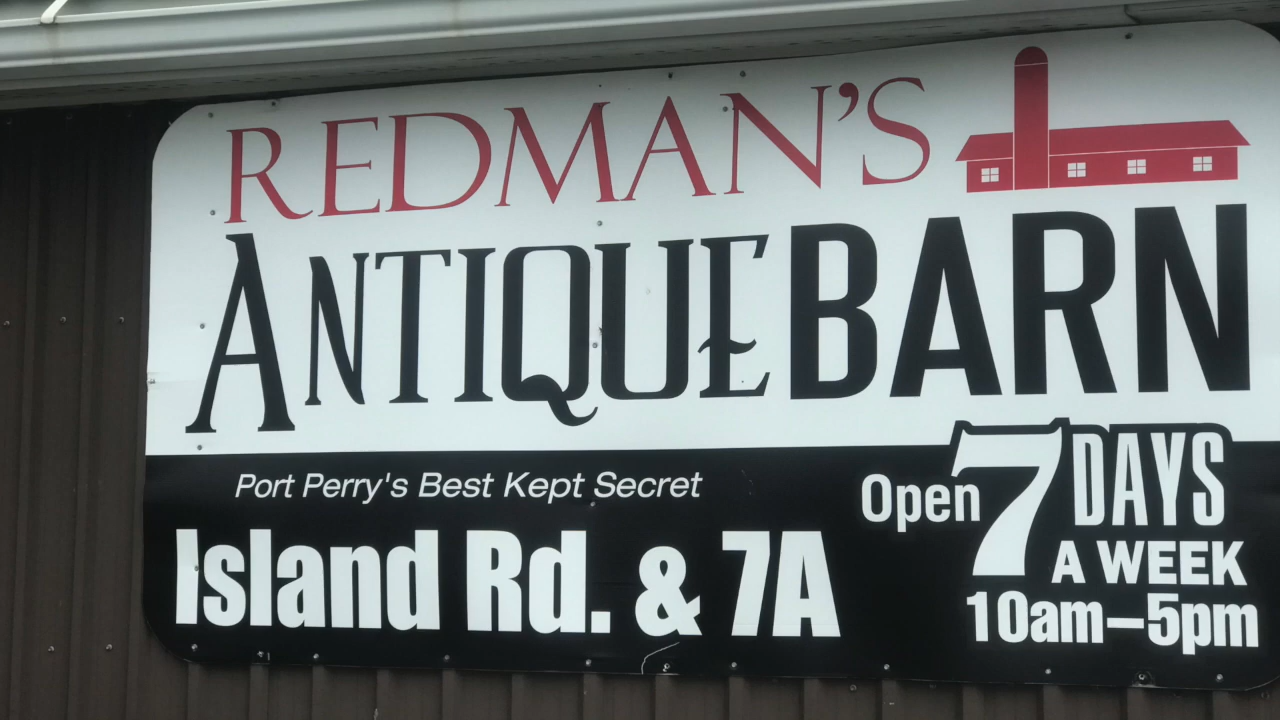 REDMAN'S
ANTIQUE BARN
Port Perry's Best Kept Secret
Island Rd. & 7A
Open 7 DAYS
A WEEK
10am–5pm